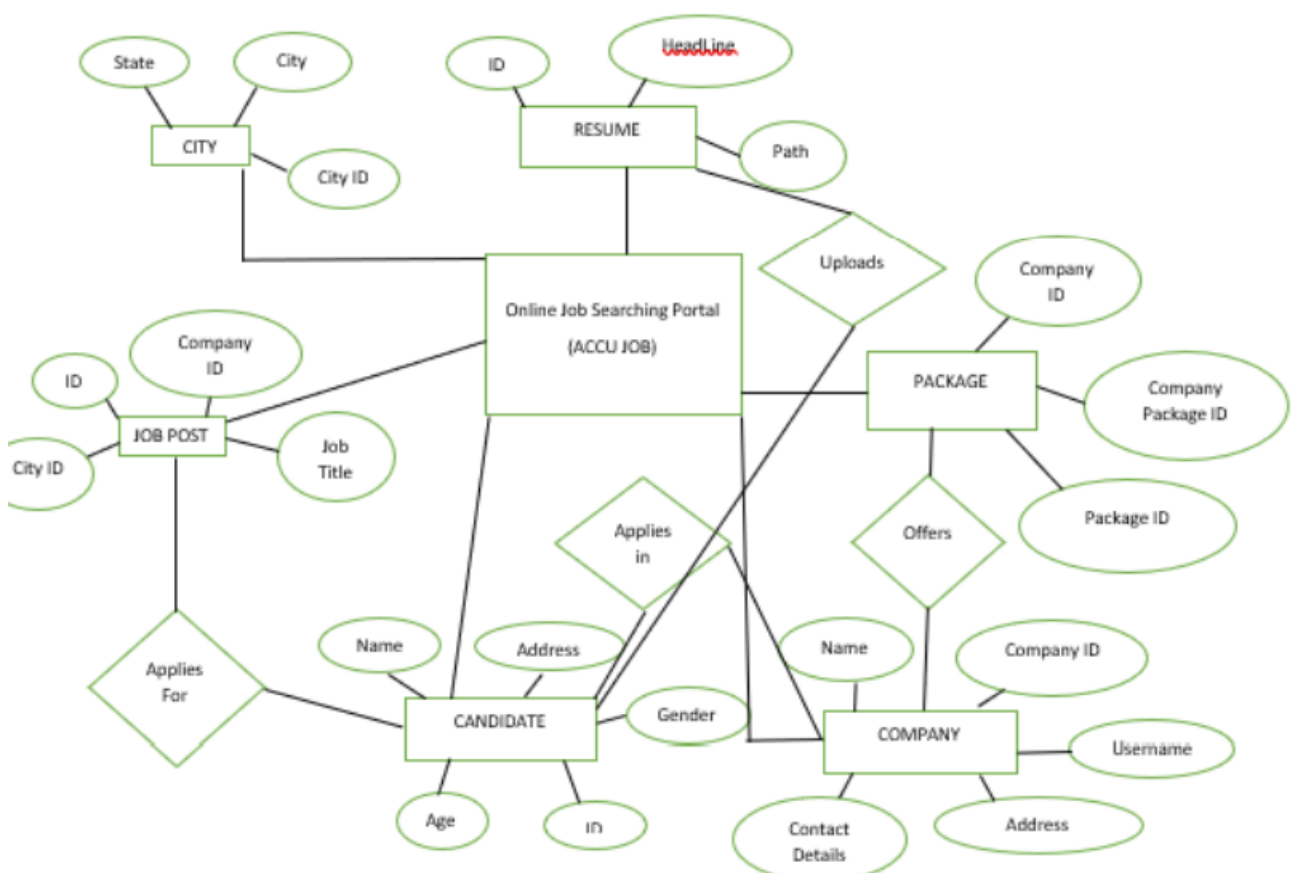 HeadLine
State
City
ID
RESUME
CITY
Path
City ID
Uploads
Company
ID
Online Job Searching Portal
(ACCU JOB)
Company
ID
ID
PACKAGE
Company
Package ID
JOB POST
Job
Title
City ID
Package ID
Applies
in
Offers
Applies
For
Name
Address
Name
Company ID
Gender
CANDIDATE
COMPANY
Username
Age
ID
Contact
Details
Address